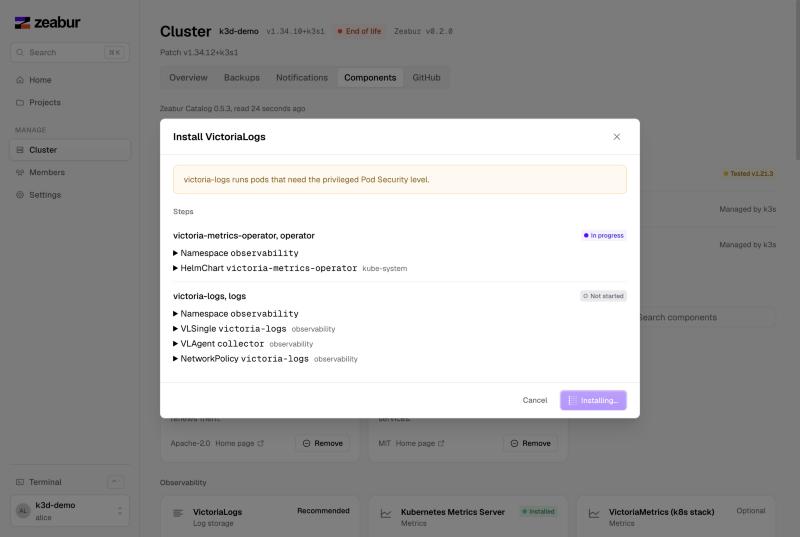 zeabur
Search ⌘K
Home
Projects
MANAGE
Cluster
Members
Settings
Terminal
AL k3d-demo
alice
Cluster k3d-demo v1.34.10+k3s1 End of life Zeabur v0.2.0
Patch v1.34.12+k3s1
Overview Backups Notifications Components GitHub
Zeabur Catalog 0.5.3, read 24 seconds ago
Tested v1.21.3
Managed by k3s
Managed by k3s
Search components
Install VictoriaLogs
victoria-logs runs pods that need the privileged Pod Security level.
Steps
victoria-metrics-operator, operator In progress
Namespace observability
HelmChart victoria-metrics-operator kube-system
victoria-logs, logs Not started
Namespace observability
VLSingle victoria-logs observability
VLAgent collector observability
NetworkPolicy victoria-logs observability
Cancel Installing…
services.
Apache-2.0 Home page Remove
MIT Home page Remove
Observability
VictoriaLogs Recommended
Log storage
Kubernetes Metrics Server Installed
Metrics
VictoriaMetrics (k8s stack) Optional
Metrics